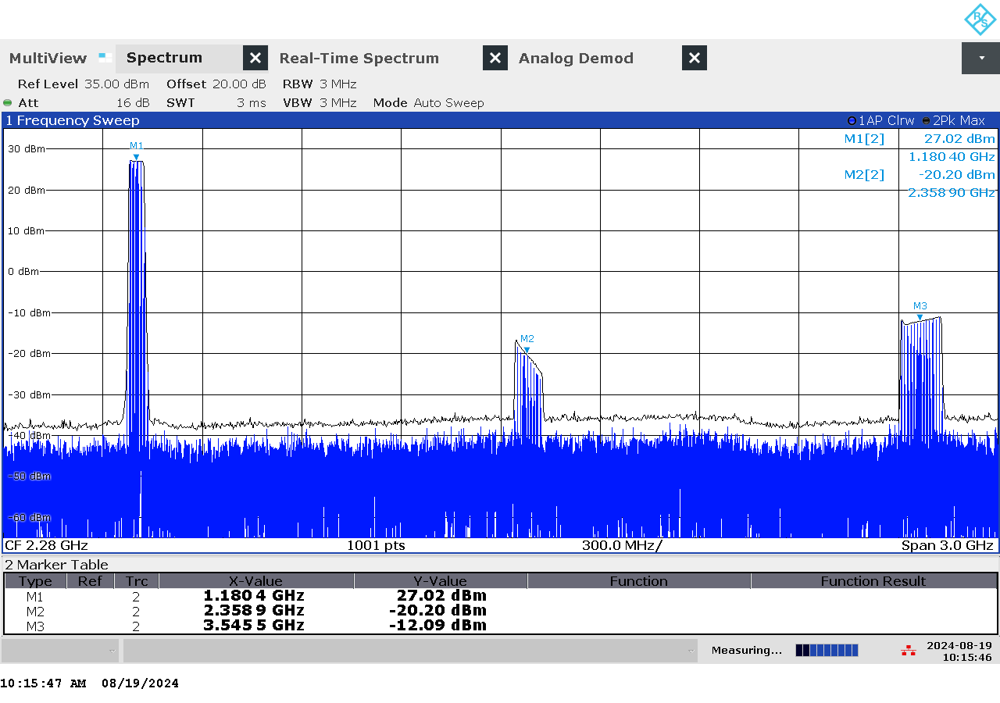 R S
MultiView Spectrum Real-Time Spectrum Analog Demod
Ref Level 35.00 dBm Offset 20.00 dB RBW 3 MHz
Att 16 dB SWT 3 ms VBW 3 MHz Mode Auto Sweep
1 Frequency Sweep 1AP Clrw 2Pk Max
M1[2] 27.02 dBm
1.180 40 GHz
M2[2] -20.20 dBm
2.358 90 GHz
M1
30 dBm
20 dBm
10 dBm
0 dBm
M3
-10 dBm
M2
-20 dBm
-30 dBm
-40 dBm
-50 dBm
-60 dBm
CF 2.28 GHz 1001 pts 300.0 MHz/ Span 3.0 GHz
2 Marker Table
Type Ref Trc X-Value Y-Value Function Function Result
M1 2 1.180 4 GHz 27.02 dBm
M2 2 2.358 9 GHz -20.20 dBm
M3 2 3.545 5 GHz -12.09 dBm
Measuring... 2024-08-19
10:15:46
10:15:47 AM 08/19/2024